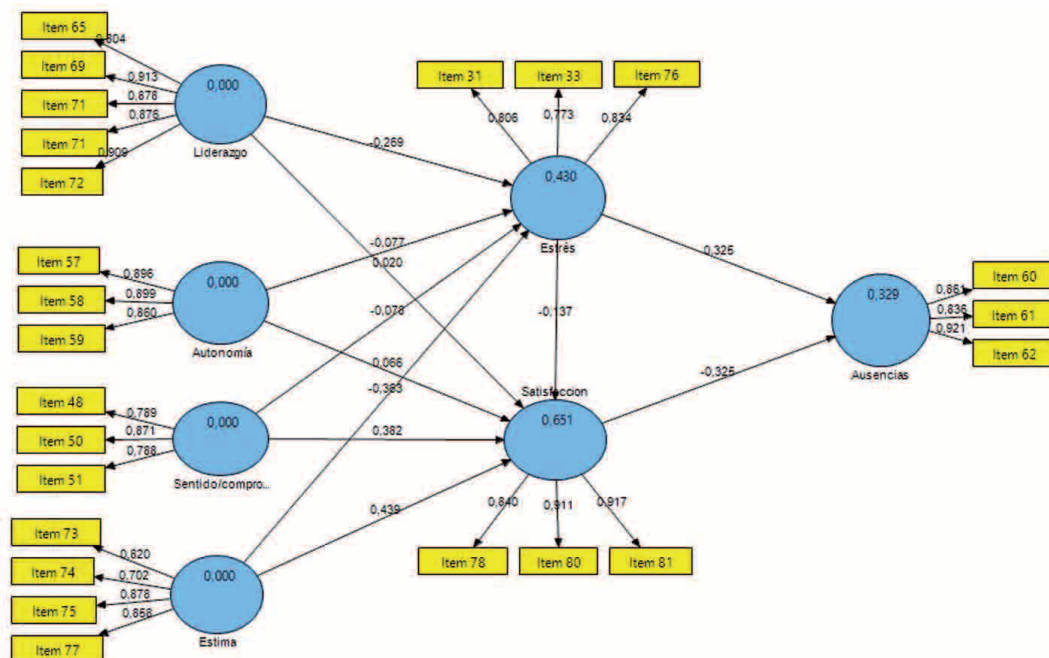 Item 65
0,804
Item 69
0,913
Item 71
0,876
Item 71
0,876
Item 72
0,909
0,000
Liderazgo
Item 57
0,896
Item 58
0,899
Item 59
0,860
0,000
Autonomía
Item 48
0,789
Item 50
0,871
Item 51
0,788
0,000
Sentido/compro...
Item 73
0,820
Item 74
0,702
Item 75
0,878
Item 77
0,858
0,000
Estima
-0,269
-0,077
0,020
-0,078
0,066
-0,383
0,382
0,439
Item 31
Item 33
Item 76
0,806
0,773
0,834
0,430
Estrés
-0,137
Satisfaccion
0,651
0,840
0,911
0,917
Item 78
Item 80
Item 81
0,325
-0,325
0,329
Ausencias
0,861
Item 60
0,836
Item 61
0,921
Item 62